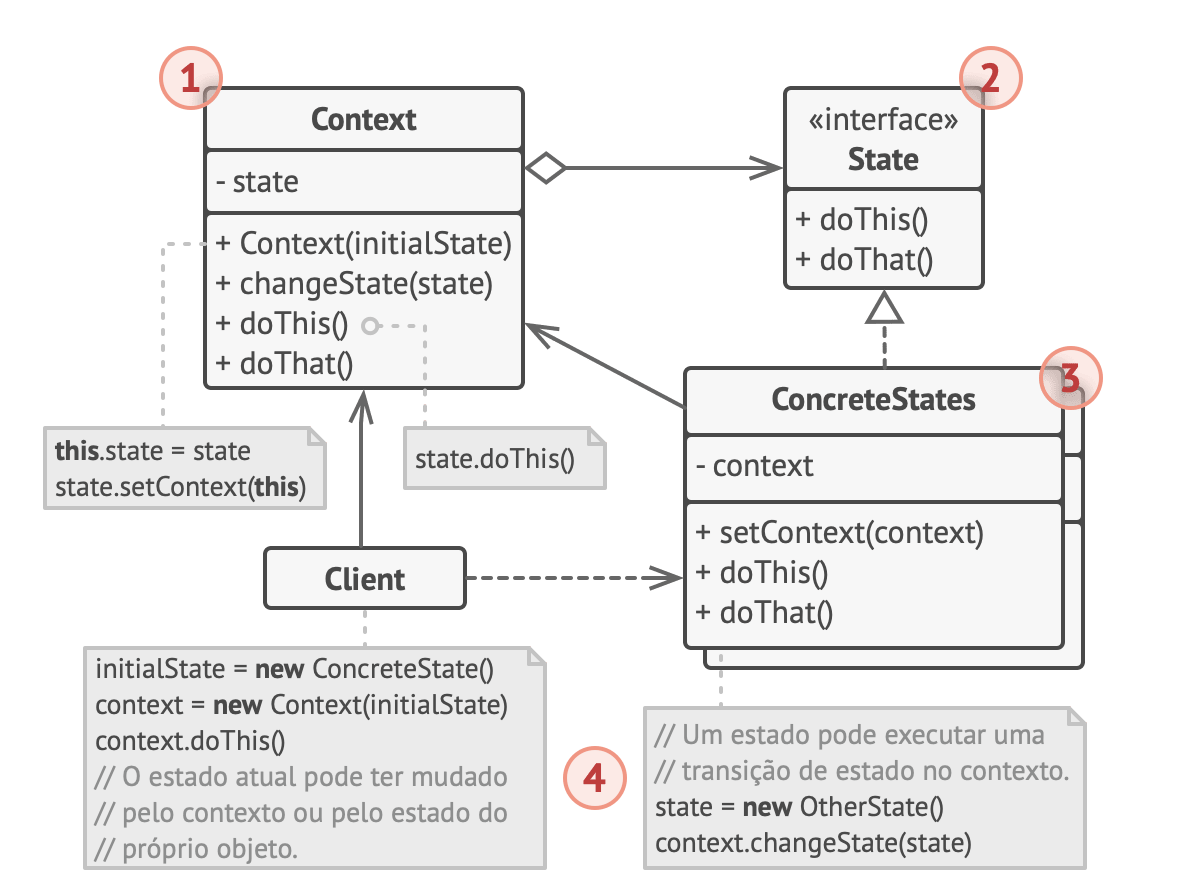 1
Context
- state
+ Context(initialState)
+ changeState(state)
+ doThis()
+ doThat()
2
«interface»
State
+ doThis()
+ doThat()
3
ConcreteStates
- context
+ setContext(context)
+ doThis()
+ doThat()
this.state = state
state.setContext(this)
state.doThis()
Client
initialState = new ConcreteState()
context = new Context(initialState)
context.doThis()
// O estado atual pode ter mudado
// pelo contexto ou pelo estado do
// próprio objeto.
4
// Um estado pode executar uma
// transição de estado no contexto.
state = new OtherState()
context.changeState(state)